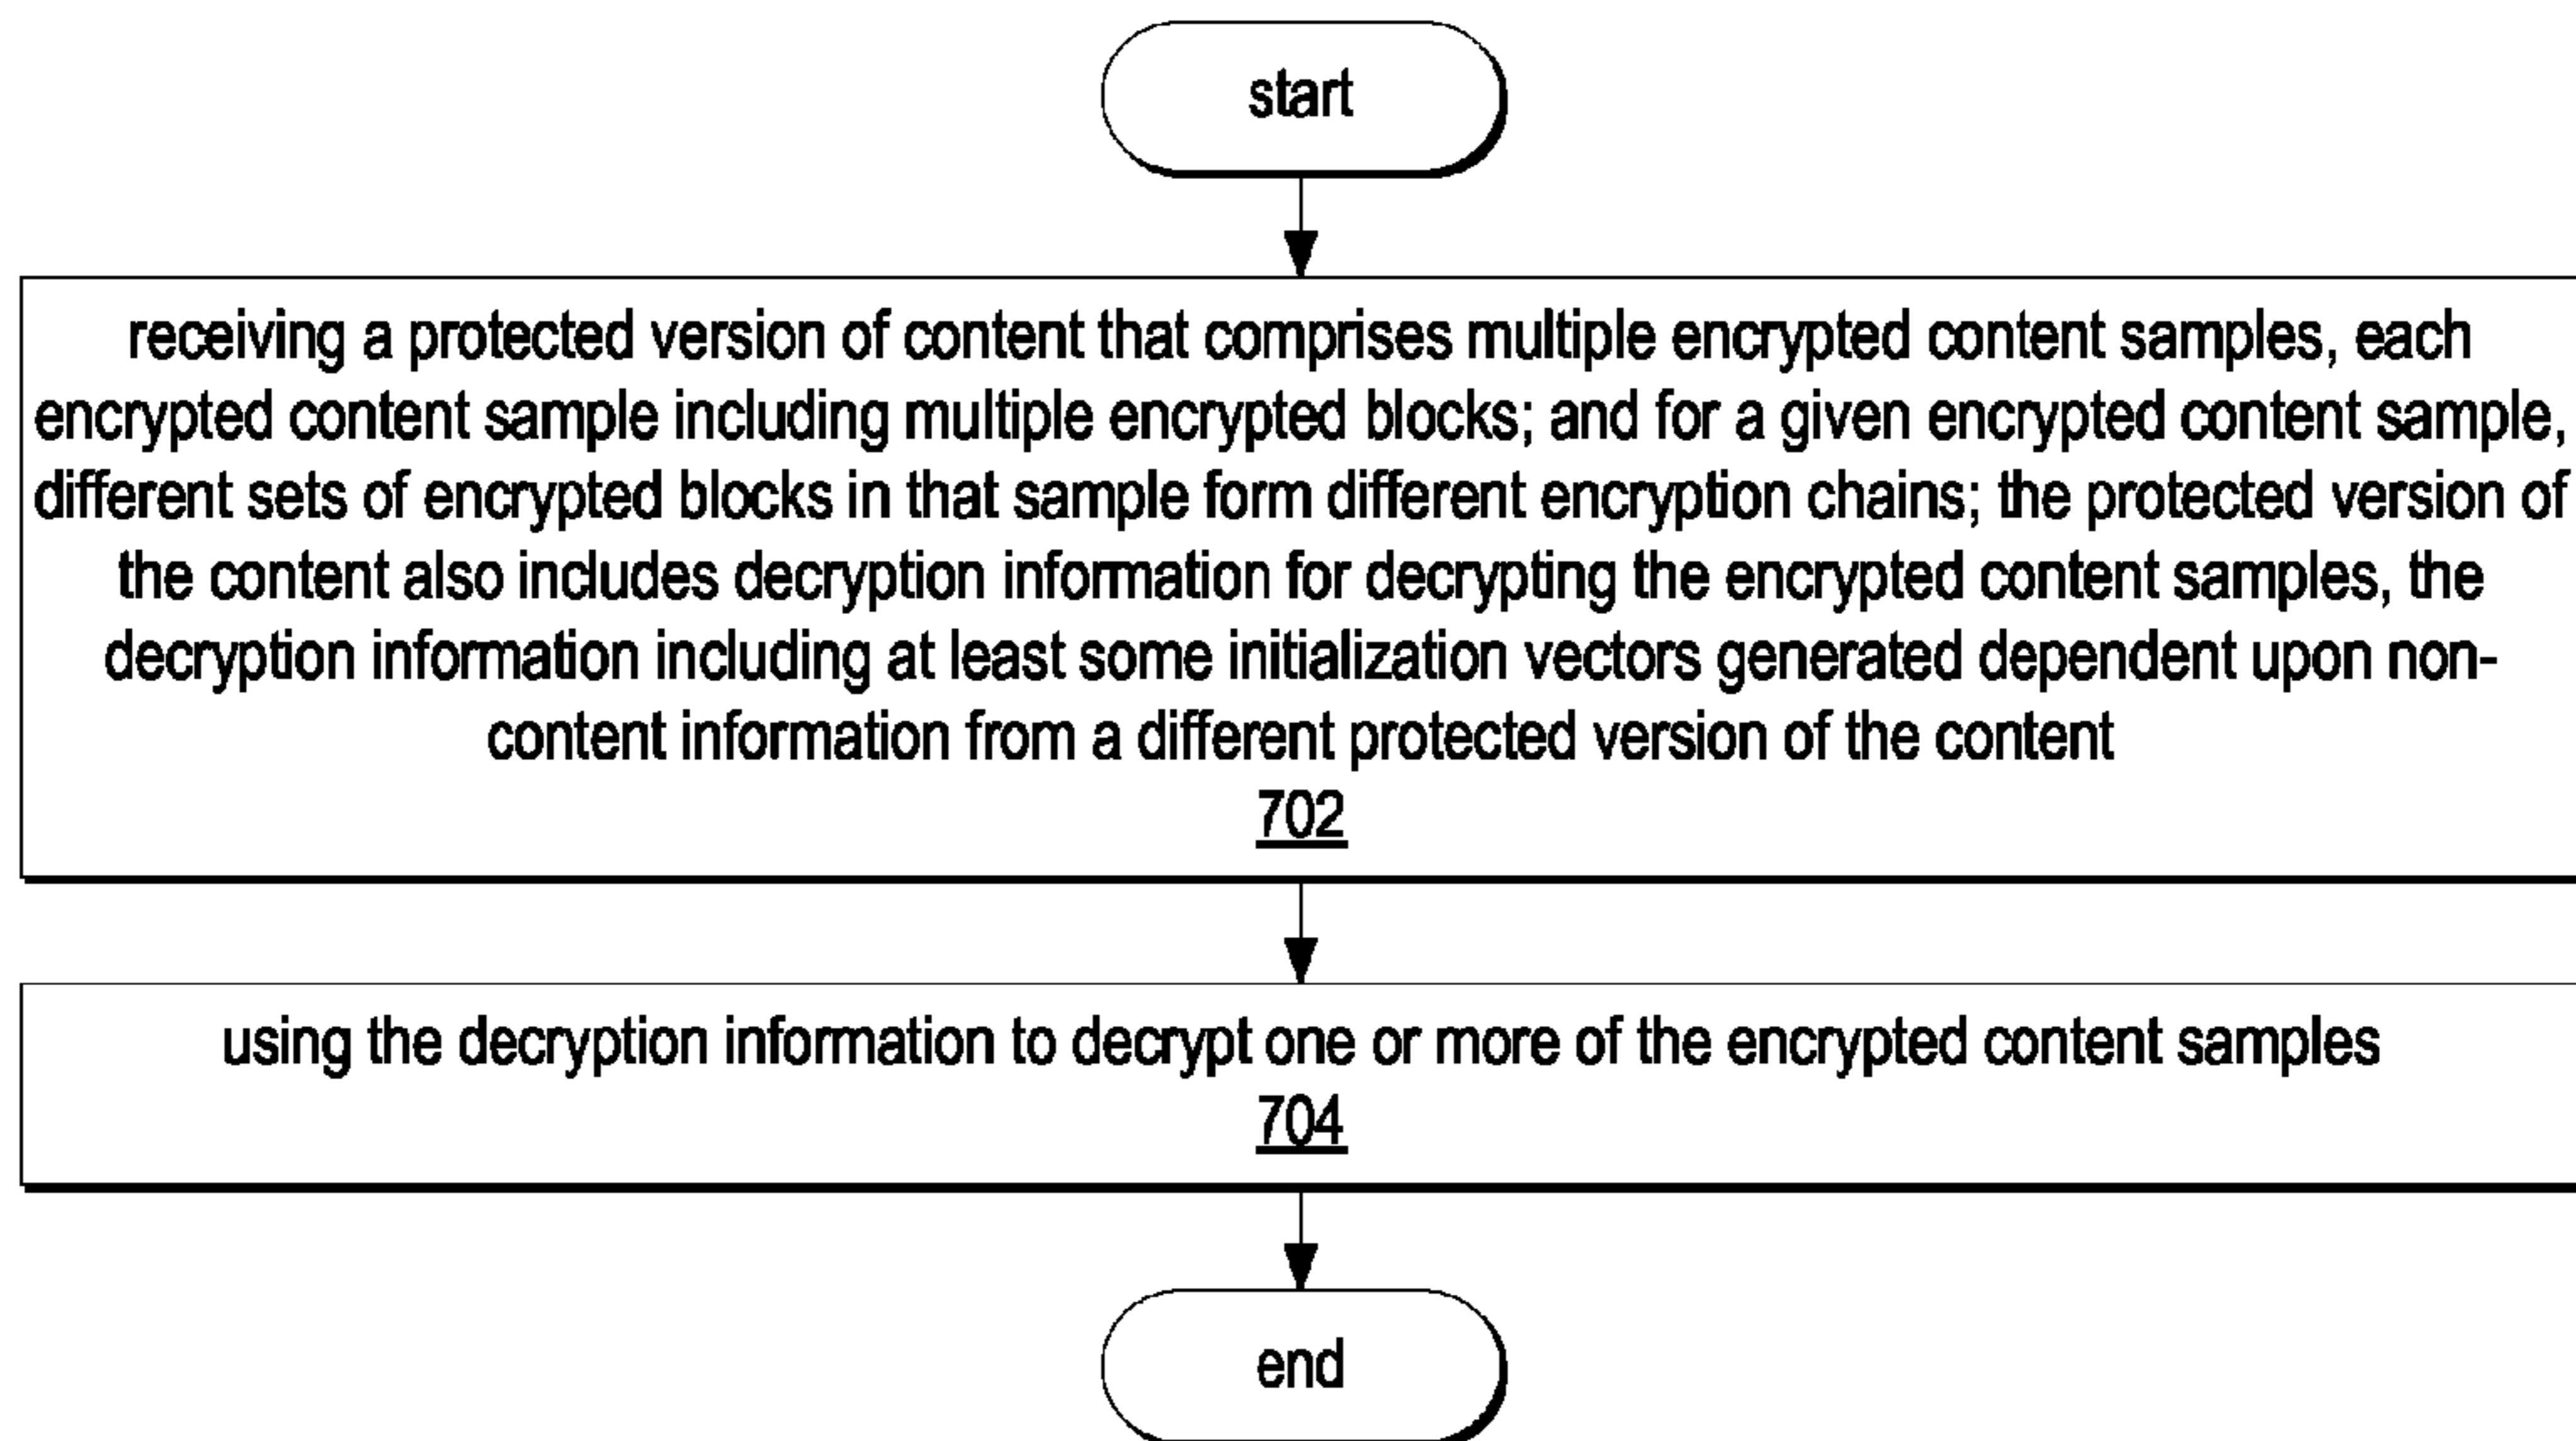 start
receiving a protected version of content that comprises multiple encrypted content samples, each
encrypted content sample including multiple encrypted blocks; and for a given encrypted content sample,
different sets of encrypted blocks in that sample form different encryption chains; the protected version of
the content also includes decryption information for decrypting the encrypted content samples, the
decryption information including at least some initialization vectors generated dependent upon non-
content information from a different protected version of the content
702
using the decryption information to decrypt one or more of the encrypted content samples
704
end